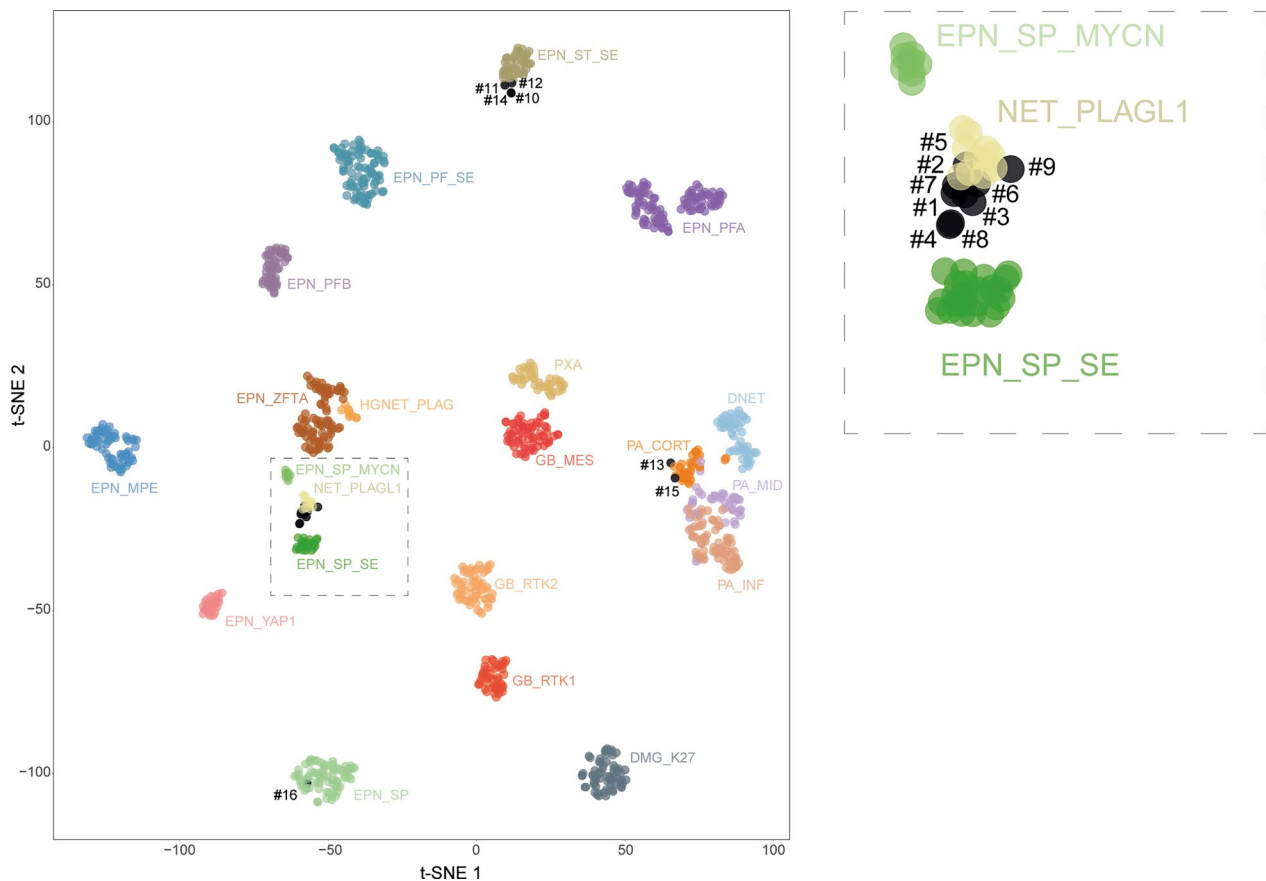 EPN_ST_SE
#11 #12
#14 #10
100
EPN_PF_SE
EPN_PFA
EPN_PFB
50
PXA
EPN_ZFTA
HGNET_PLAG
DNET
t-SNE 2
0
GB_MES
PA_CORT
#13
EPN_SP_MYCN
EPN_MPE
NET_PLAGL1
#15
PA_MID
EPN_SP_SE
GB_RTK2
PA_INF
−50
EPN_YAP1
GB_RTK1
DMG_K27
−100
#16
EPN_SP
−100 −50 0 50 100
t-SNE 1
EPN_SP_MYCN
NET_PLAGL1
#5
#2
#9
#7
#6
#1
#3
#4 #8
EPN_SP_SE